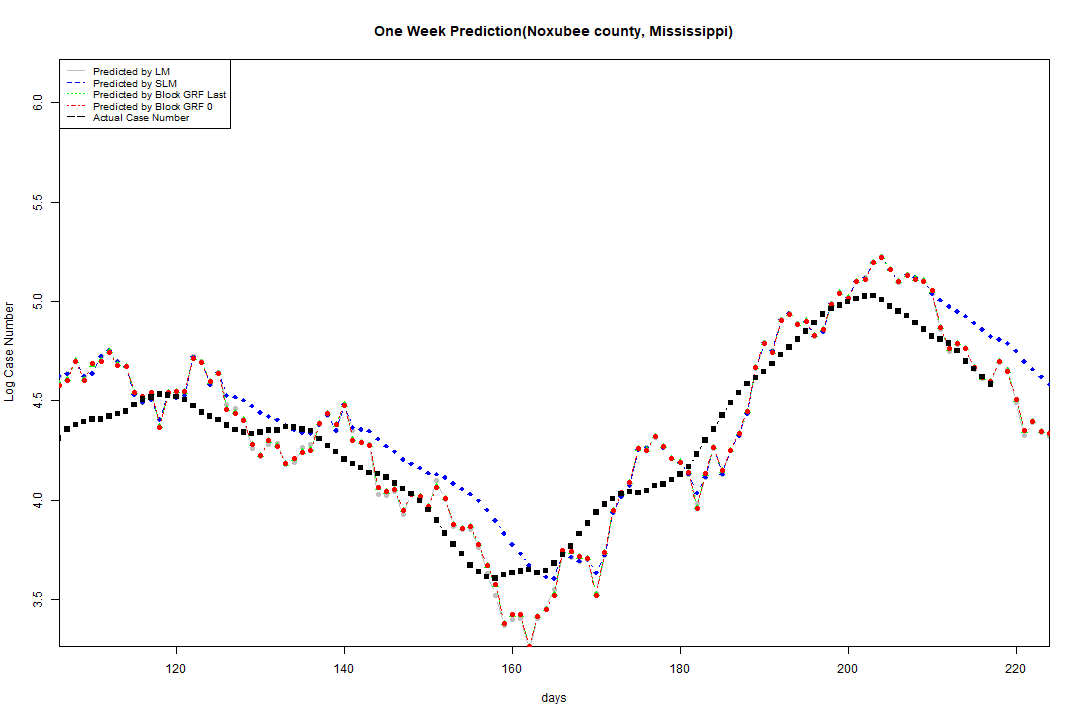 One Week Prediction(Noxubee county, Mississippi)
Predicted by LM
Predicted by SLM
Predicted by Block GRF Last
Predicted by Block GRF 0
Actual Case Number
6.0
5.5
5.0
4.5
4.0
3.5
Log Case Number
120 140 160 180 200 220
days